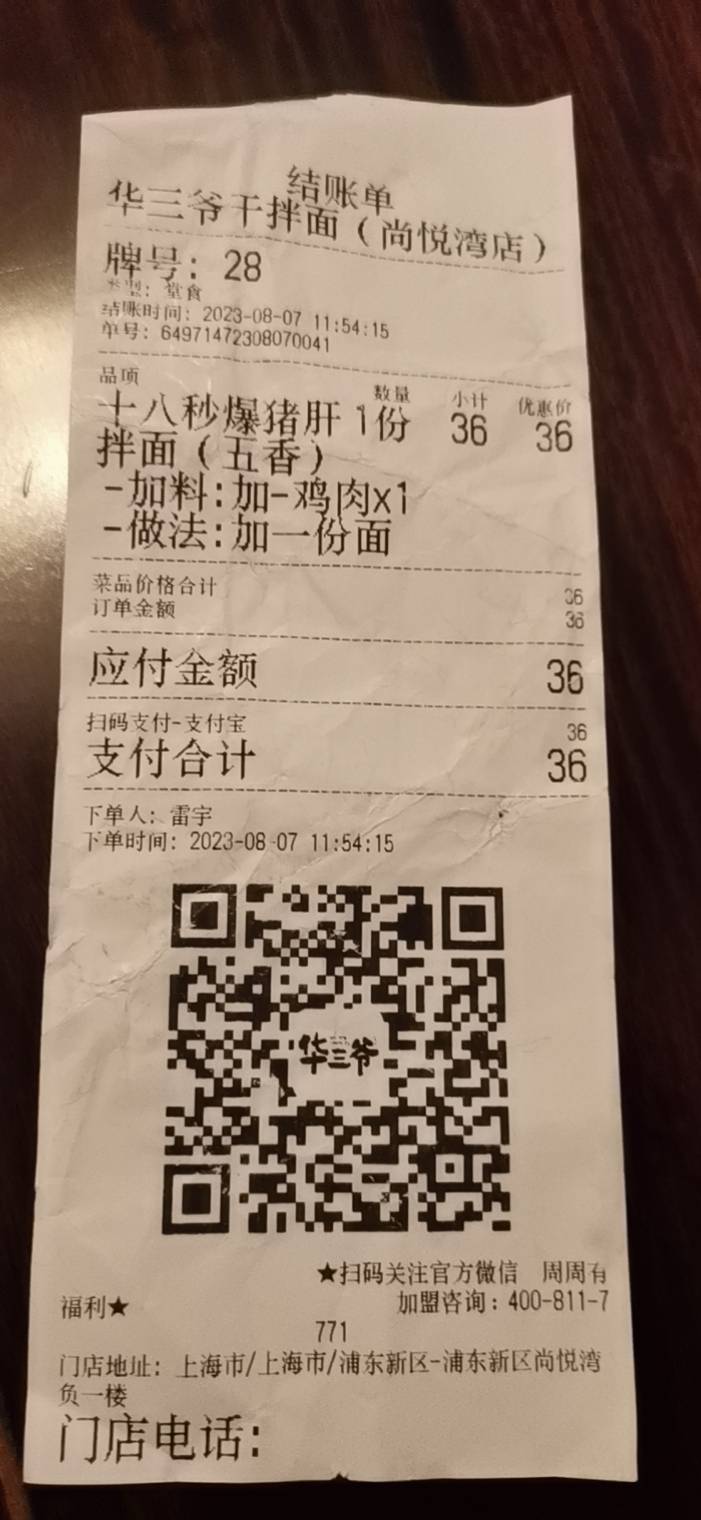 结账单
华三爷干拌面（尚悦湾店）
牌号: 28
类型: 堂食
结账时间: 2023-08-07 11:54:15
单号: 64971472308070041
品项 数量 小计 优惠价
十八秒爆猪肝 1份 36 36
拌面（五香）
-加料:加-鸡肉x1
-做法:加一份面
菜品价格合计 36
订单金额 36
应付金额 36
扫码支付-支付宝 36
支付合计 36
下单人: 雷宇
下单时间: 2023-08-07 11:54:15
华三爷
★扫码关注官方微信 周周有
福利★ 加盟咨询：400-811-7
771
门店地址: 上海市/上海市/浦东新区-浦东新区尚悦湾
负一楼
门店电话: